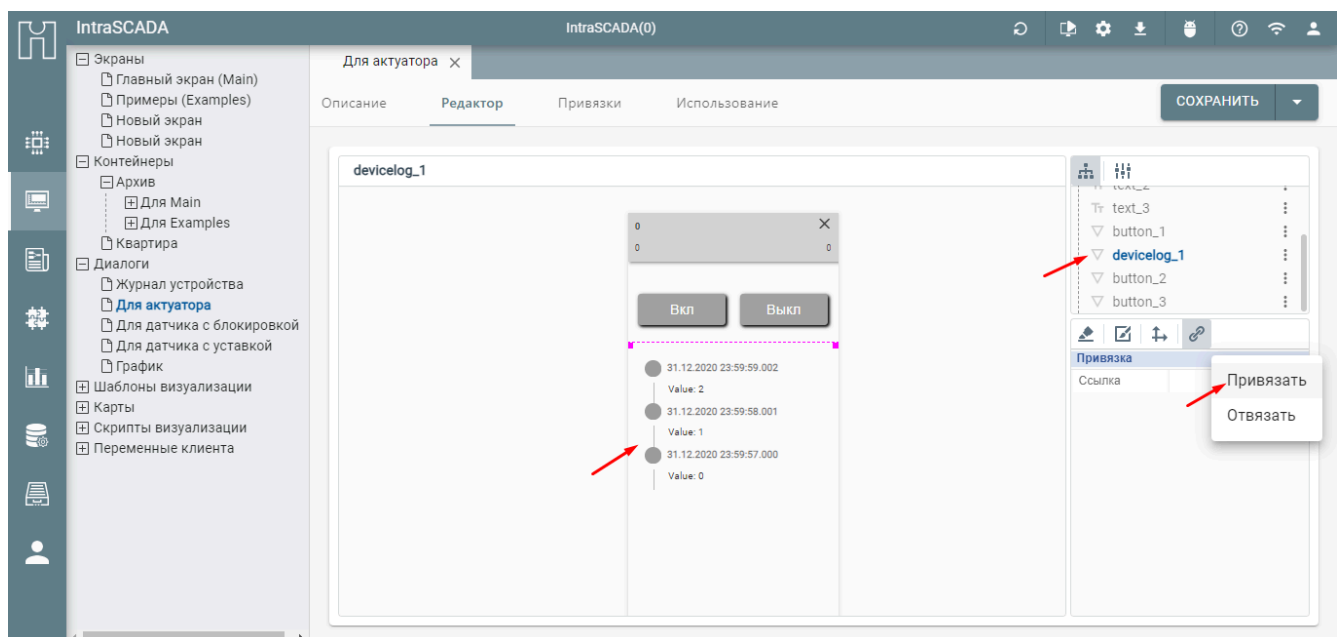 IntraSCADA
IntraSCADA(0)
Экраны
Главный экран (Main)
Примеры (Examples)
Новый экран
Новый экран
Контейнеры
Архив
Для Main
Для Examples
Квартира
Диалоги
Журнал устройства
Для актуатора
Для датчика с блокировкой
Для датчика с уставкой
График
Шаблоны визуализации
Карты
Скрипты визуализации
Переменные клиента
Для актуатора
Описание Редактор Привязки Использование
СОХРАНИТЬ
devicelog_1
0
0 0
Вкл Выкл
31.12.2020 23:59:59.002
Value: 2
31.12.2020 23:59:58.001
Value: 1
31.12.2020 23:59:57.000
Value: 0
text_2
Tт text_3
button_1
devicelog_1
button_2
button_3
Привязка
Ссылка
Привязать
Отвязать